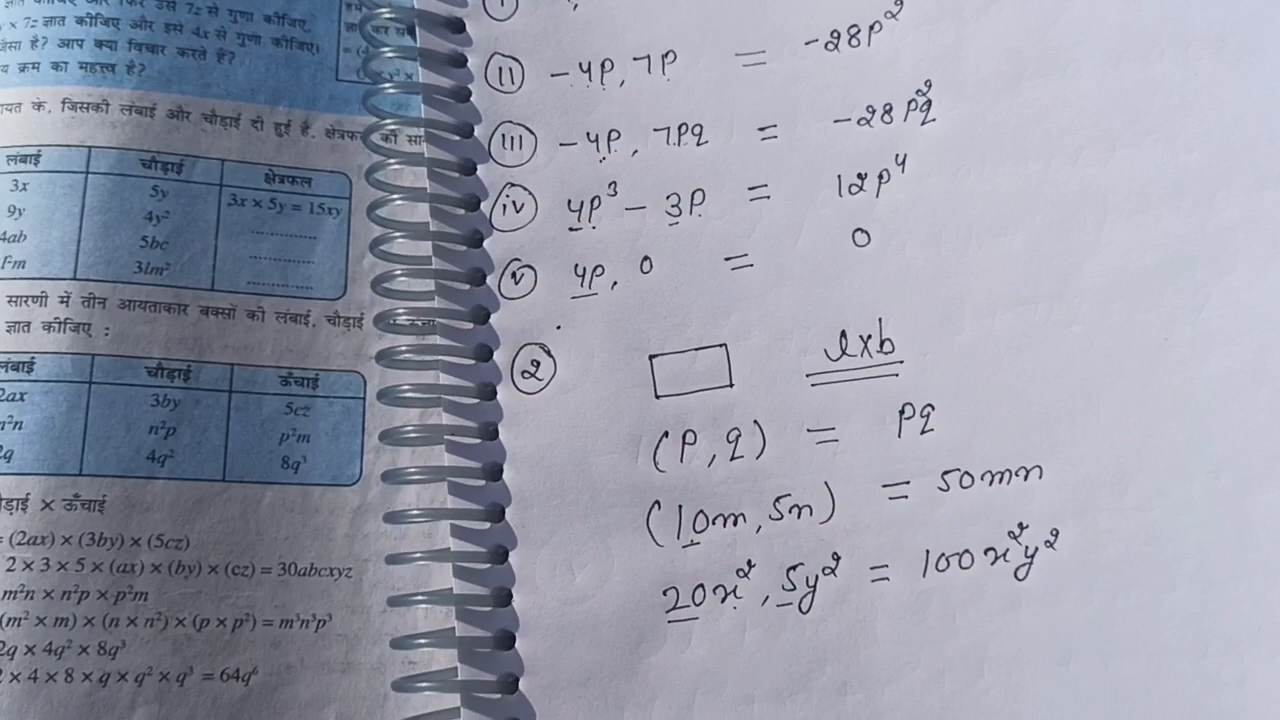 7z से गुणा कीजिए,
× 7z ज्ञात कीजिए और इसे 4x से गुणा कीजिए।
है? आप क्या विचार करते हैं?
क्रम का महत्त्व है?
के, जिसकी लंबाई और चौड़ाई दी हुई है, क्षेत्रफल
लंबाई चौड़ाई क्षेत्रफल
3x 5y 3x × 5y = 15xy
9y 4y² ..............
4ab 5bc ..............
3lm² ..............
सारणी में तीन आयताकार बक्सों की लंबाई, चौड़ाई
ज्ञात कीजिए :
लंबाई चौड़ाई ऊँचाई
2ax 3by 5cz
n²p p²m
4q² 8q³
× ऊँचाई
= (2ax) × (3by) × (5cz)
2 × 3 × 5 × (ax) × (by) × (cz) = 30abcxyz
m²n × n²p × p²m
(m² × m) × (n × n²) × (p × p²) = m³n³p³
2q × 4q² × 8q³
× 4 × 8 × q × q² × q³ = 64q⁶
(ii) -4p, 7p = -28p²
(iii) -4p, 7pq = -28p²q
(iv) 4p³ - 3p = 12p⁴
(v) 4p, 0 = 0
(2) l×b
(p, q) = pq
(10m, 5n) = 50mn
20x², 5y² = 100x²y²